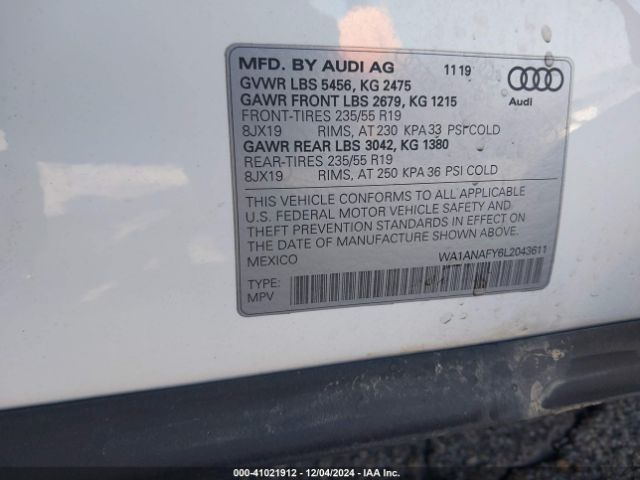 MFD. BY AUDI AG 11 19
GVWR LBS 5456, KG 2475
GAWR FRONT LBS 2679, KG 1215
FRONT-TIRES 235/55 R19
8JX19 RIMS, AT 230 KPA 33 PSI COLD
GAWR REAR LBS 3042, KG 1380
REAR-TIRES 235/55 R19
8JX19 RIMS, AT 250 KPA 36 PSI COLD
Audi
THIS VEHICLE CONFORMS TO ALL APPLICABLE
U.S. FEDERAL MOTOR VEHICLE SAFETY AND
THEFT PREVENTION STANDARDS IN EFFECT ON
THE DATE OF MANUFACTURE SHOWN ABOVE.
MEXICO WA1ANAFY6L2043611
TYPE:
MPV
000-41021912 - 12/04/2024 - IAA Inc.